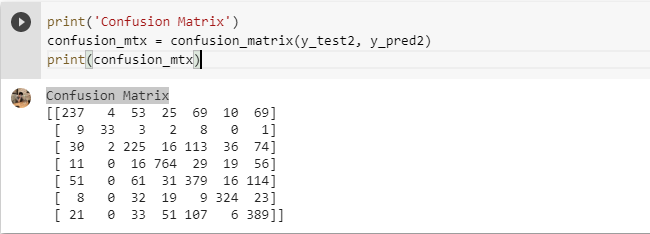 print('Confusion Matrix')
confusion_mtx = confusion_matrix(y_test2, y_pred2)
print(confusion_mtx)
Confusion Matrix
[[237   4  53  25  69  10  69]
 [  9  33   3   2   8   0   1]
 [ 30   2 225  16 113  36  74]
 [ 11   0  16 764  29  19  56]
 [ 51   0  61  31 379  16 114]
 [  8   0  32  19   9 324  23]
 [ 21   0  33  51 107   6 389]]